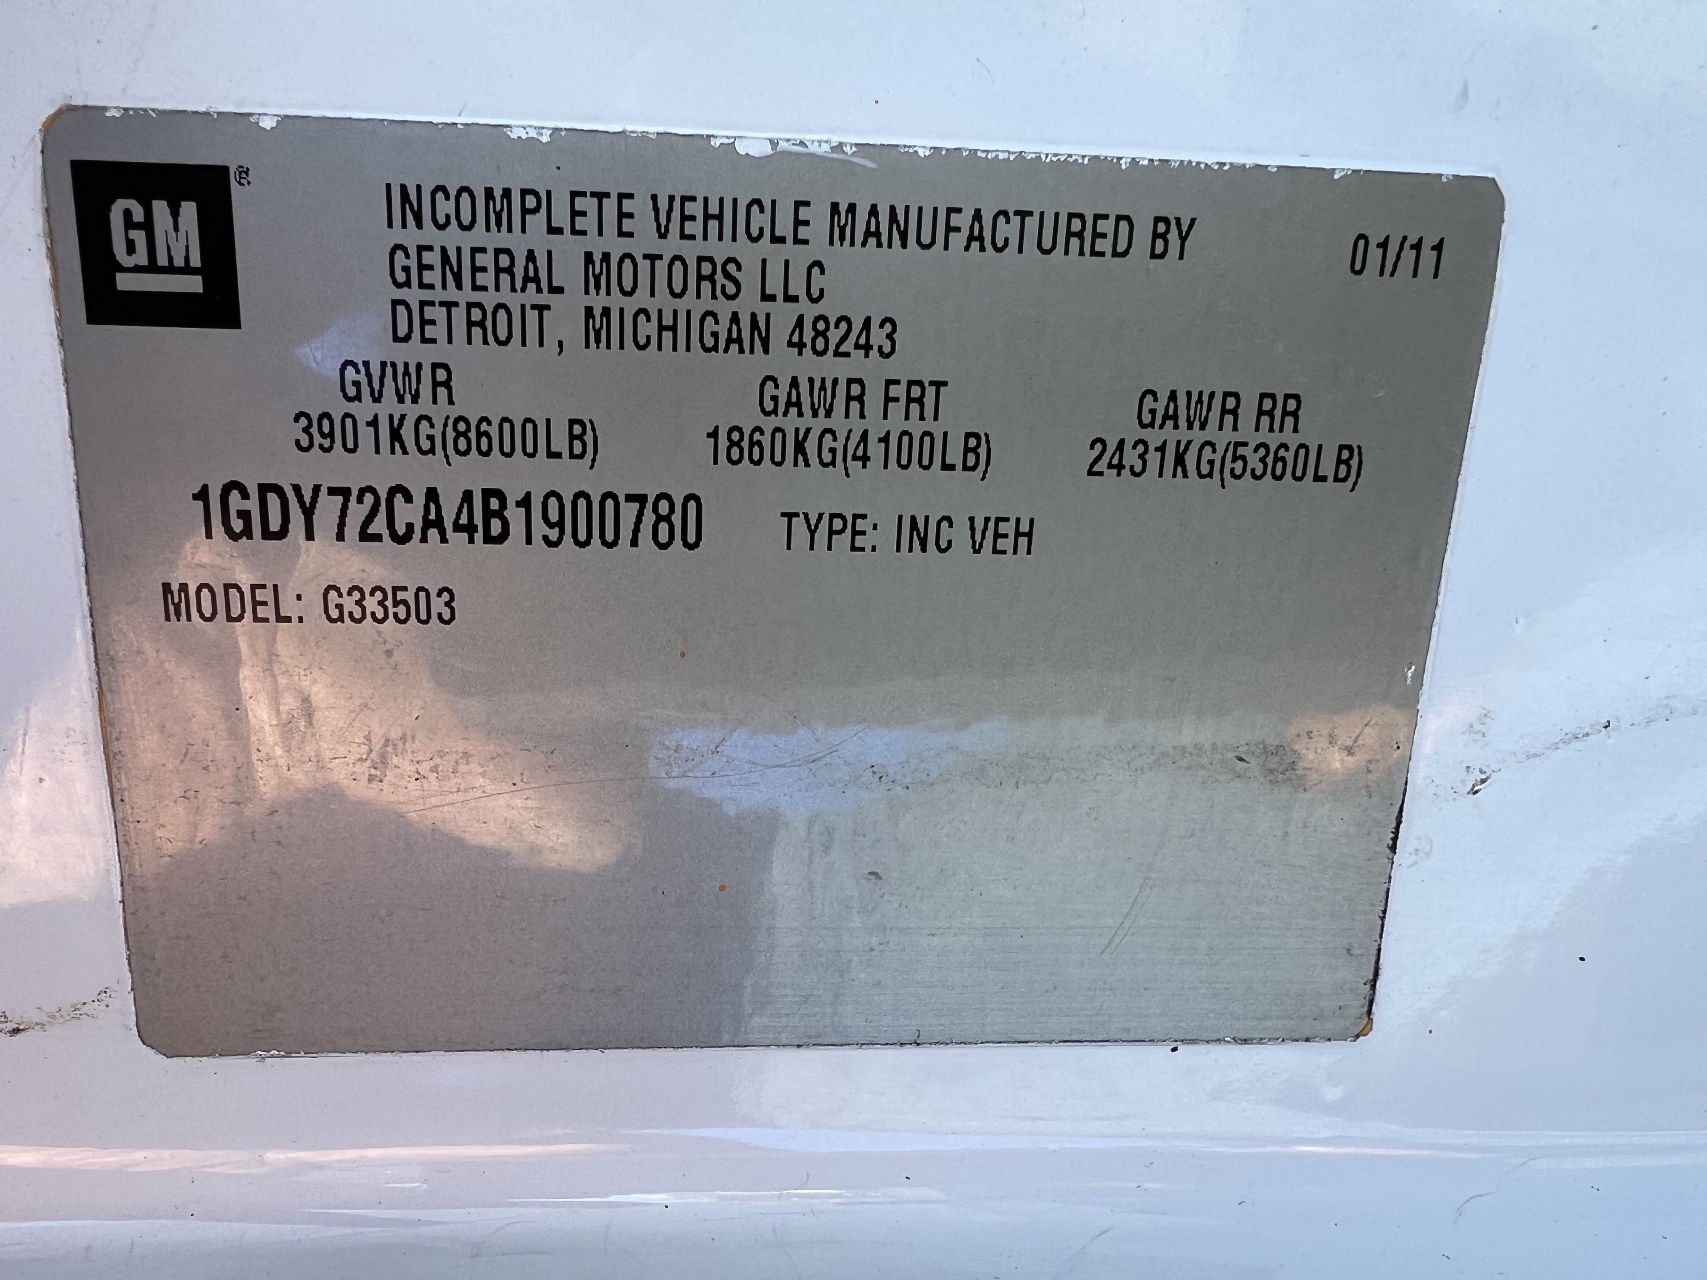 GM ®
INCOMPLETE VEHICLE MANUFACTURED BY 01/11
GENERAL MOTORS LLC
DETROIT, MICHIGAN 48243
GVWR GAWR FRT GAWR RR
3901KG(8600LB) 1860KG(4100LB) 2431KG(5360LB)
1GDY72CA4B1900780 TYPE: INC VEH
MODEL: G33503